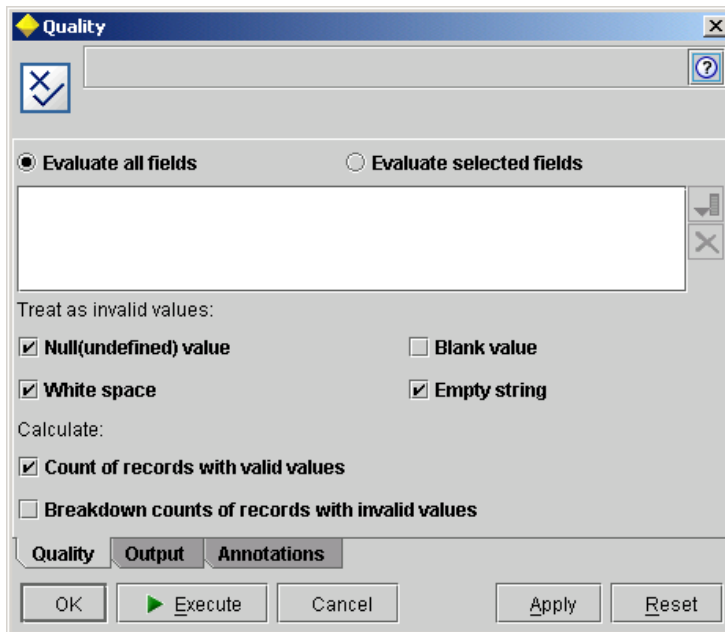 Quality
Evaluate all fields
Evaluate selected fields
Treat as invalid values:
Null(undefined) value
Blank value
White space
Empty string
Calculate:
Count of records with valid values
Breakdown counts of records with invalid values
Quality
Output
Annotations
OK
Execute
Cancel
Apply
Reset